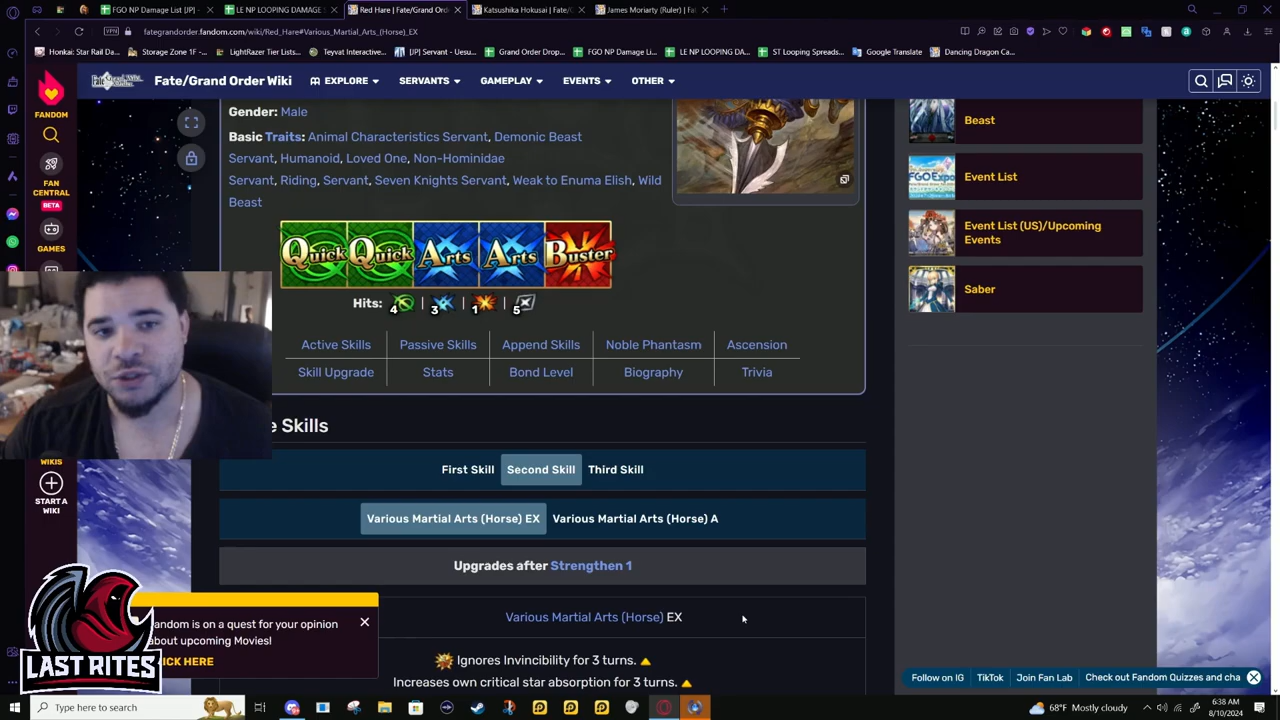 FGO NP Damage List [JP] -
LE NP LOOPING DAMAGE
Red Hare | Fate/Grand Ord
Katsushika Hokusai | Fate/
James Moriarty (Ruler) | Fat
VPN
fategrandorder.fandom.com/wiki/Red_Hare#Various_Martial_Arts_(Horse)_EX
Honkai: Star Rail Da...
Storage Zone 1F -...
LightRazer Tier Lists...
Teyvat Interactive...
[JP] Servant - Uesu...
Grand Order Drop...
FGO NP Damage Li...
LE NP LOOPING DA...
ST Looping Spreads...
Google Translate
Dancing Dragon Ca...
Fate/Grand Order Wiki
EXPLORE
SERVANTS
GAMEPLAY
EVENTS
OTHER
FANDOM
FAN CENTRAL
BETA
GAMES
WIKIS
START A WIKI
Gender: Male
Basic Traits: Animal Characteristics Servant, Demonic Beast
Servant, Humanoid, Loved One, Non-Hominidae
Servant, Riding, Servant, Seven Knights Servant, Weak to Enuma Elish, Wild
Beast
Quick Quick Arts Arts Buster
Hits: 4 | 3 | 1 | 5
Active Skills
Passive Skills
Append Skills
Noble Phantasm
Ascension
Skill Upgrade
Stats
Bond Level
Biography
Trivia
e Skills
First Skill
Second Skill
Third Skill
Various Martial Arts (Horse) EX
Various Martial Arts (Horse) A
Upgrades after Strengthen 1
Various Martial Arts (Horse) EX
Ignores Invincibility for 3 turns.
Increases own critical star absorption for 3 turns.
Beast
Event List
Event List (US)/Upcoming
Events
Saber
andom is on a quest for your opinion
about upcoming Movies!
ICK HERE
LAST RITES
Follow on IG
TikTok
Join Fan Lab
Check out Fandom Quizzes and cha
Type here to search
68°F Mostly cloudy
6:38 AM
8/10/2024